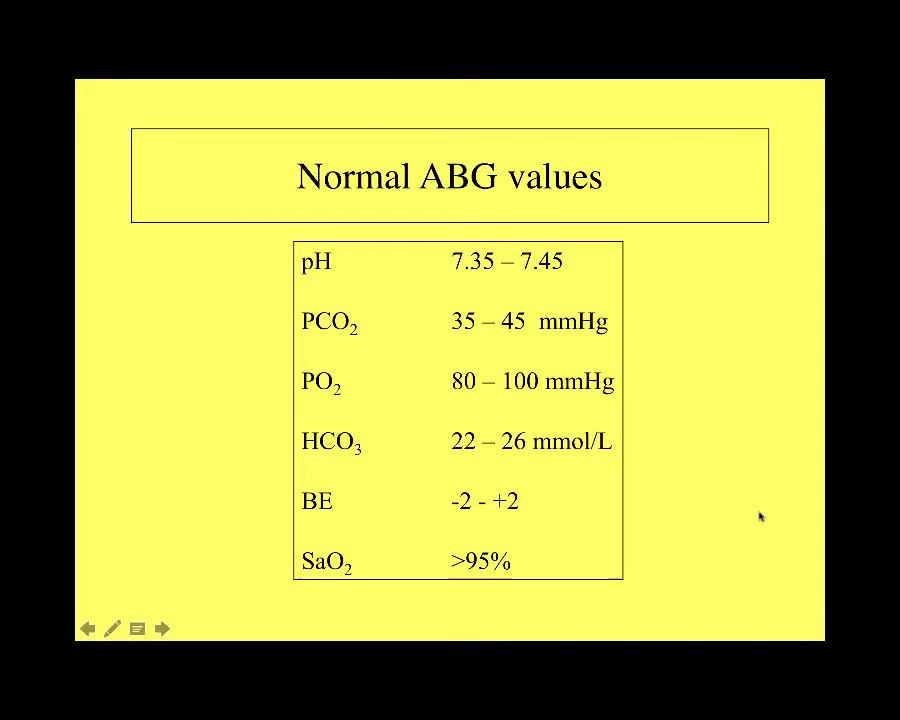 Normal ABG values
pH 7.35 – 7.45
PCO₂ 35 – 45 mmHg
PO₂ 80 – 100 mmHg
HCO₃ 22 – 26 mmol/L
BE -2 - +2
SaO₂ >95%